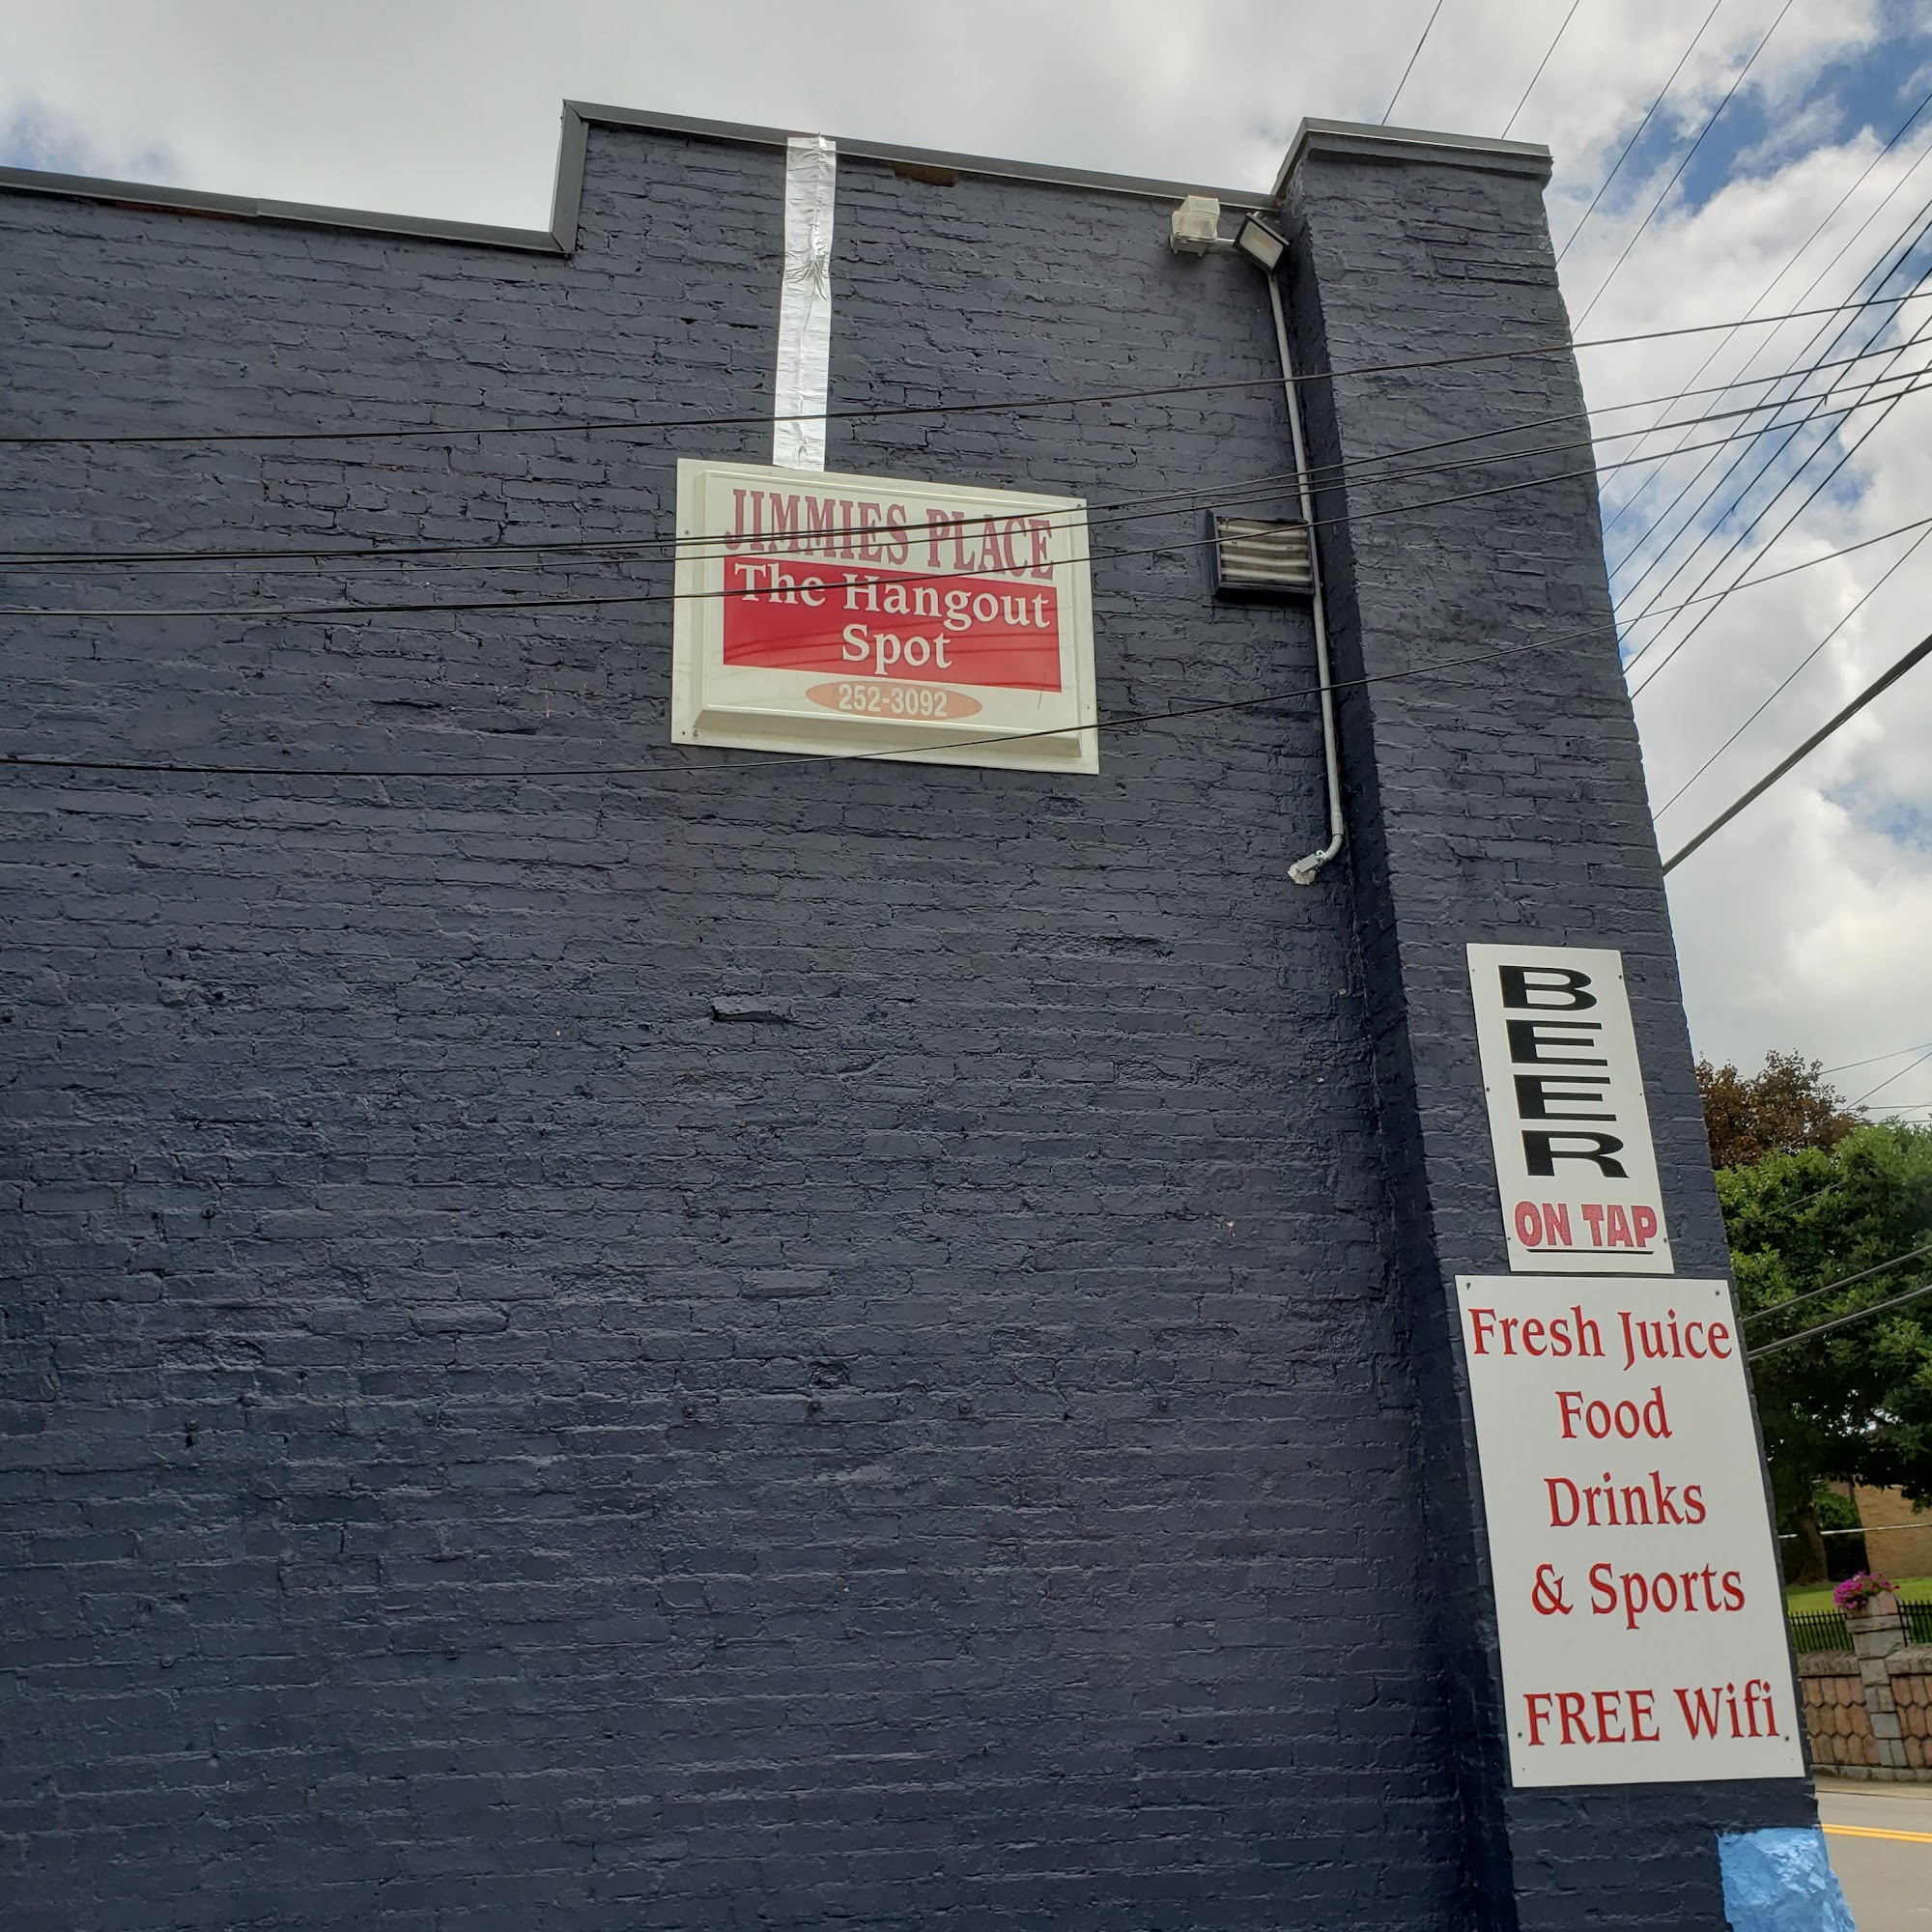 JIMMIES PLACE
The Hangout
Spot
252-3092
BEER
ON TAP
Fresh Juice
Food
Drinks
& Sports
FREE Wifi